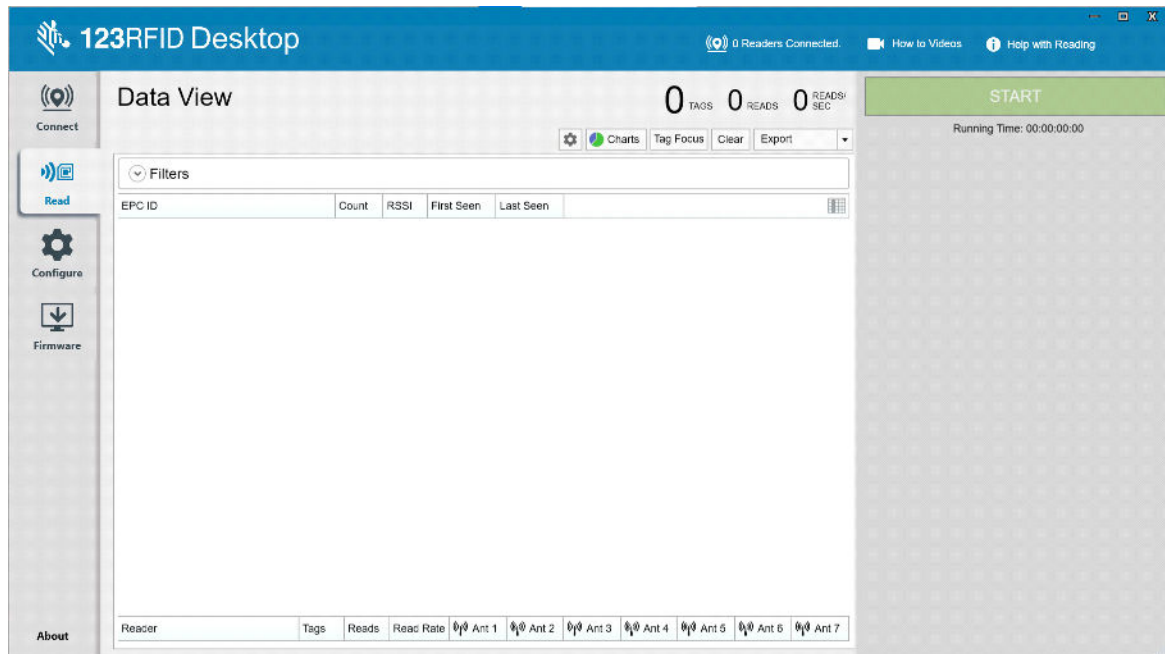 123RFID Desktop
0 Readers Connected.
How to Videos
Help with Reading
Connect
Read
Configure
Firmware
About
Data View
0 TAGS 0 READS 0 READS/SEC
Charts Tag Focus Clear Export
Filters
EPC ID Count RSSI First Seen Last Seen
Reader Tags Reads Read Rate Ant 1 Ant 2 Ant 3 Ant 4 Ant 5 Ant 6 Ant 7
START
Running Time: 00:00:00:00